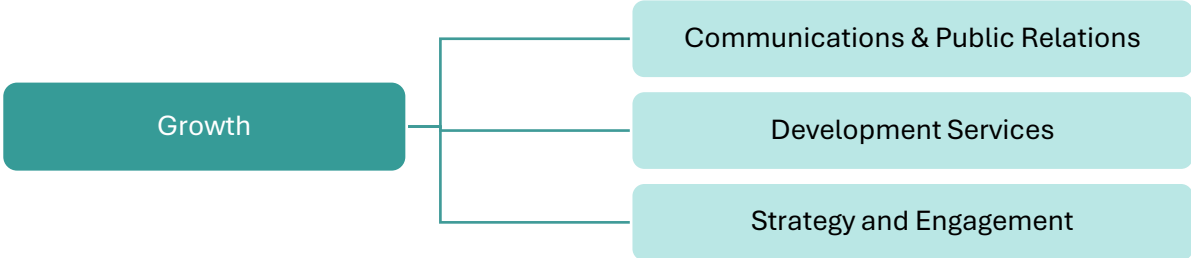 Growth
Communications & Public Relations
Development Services
Strategy and Engagement